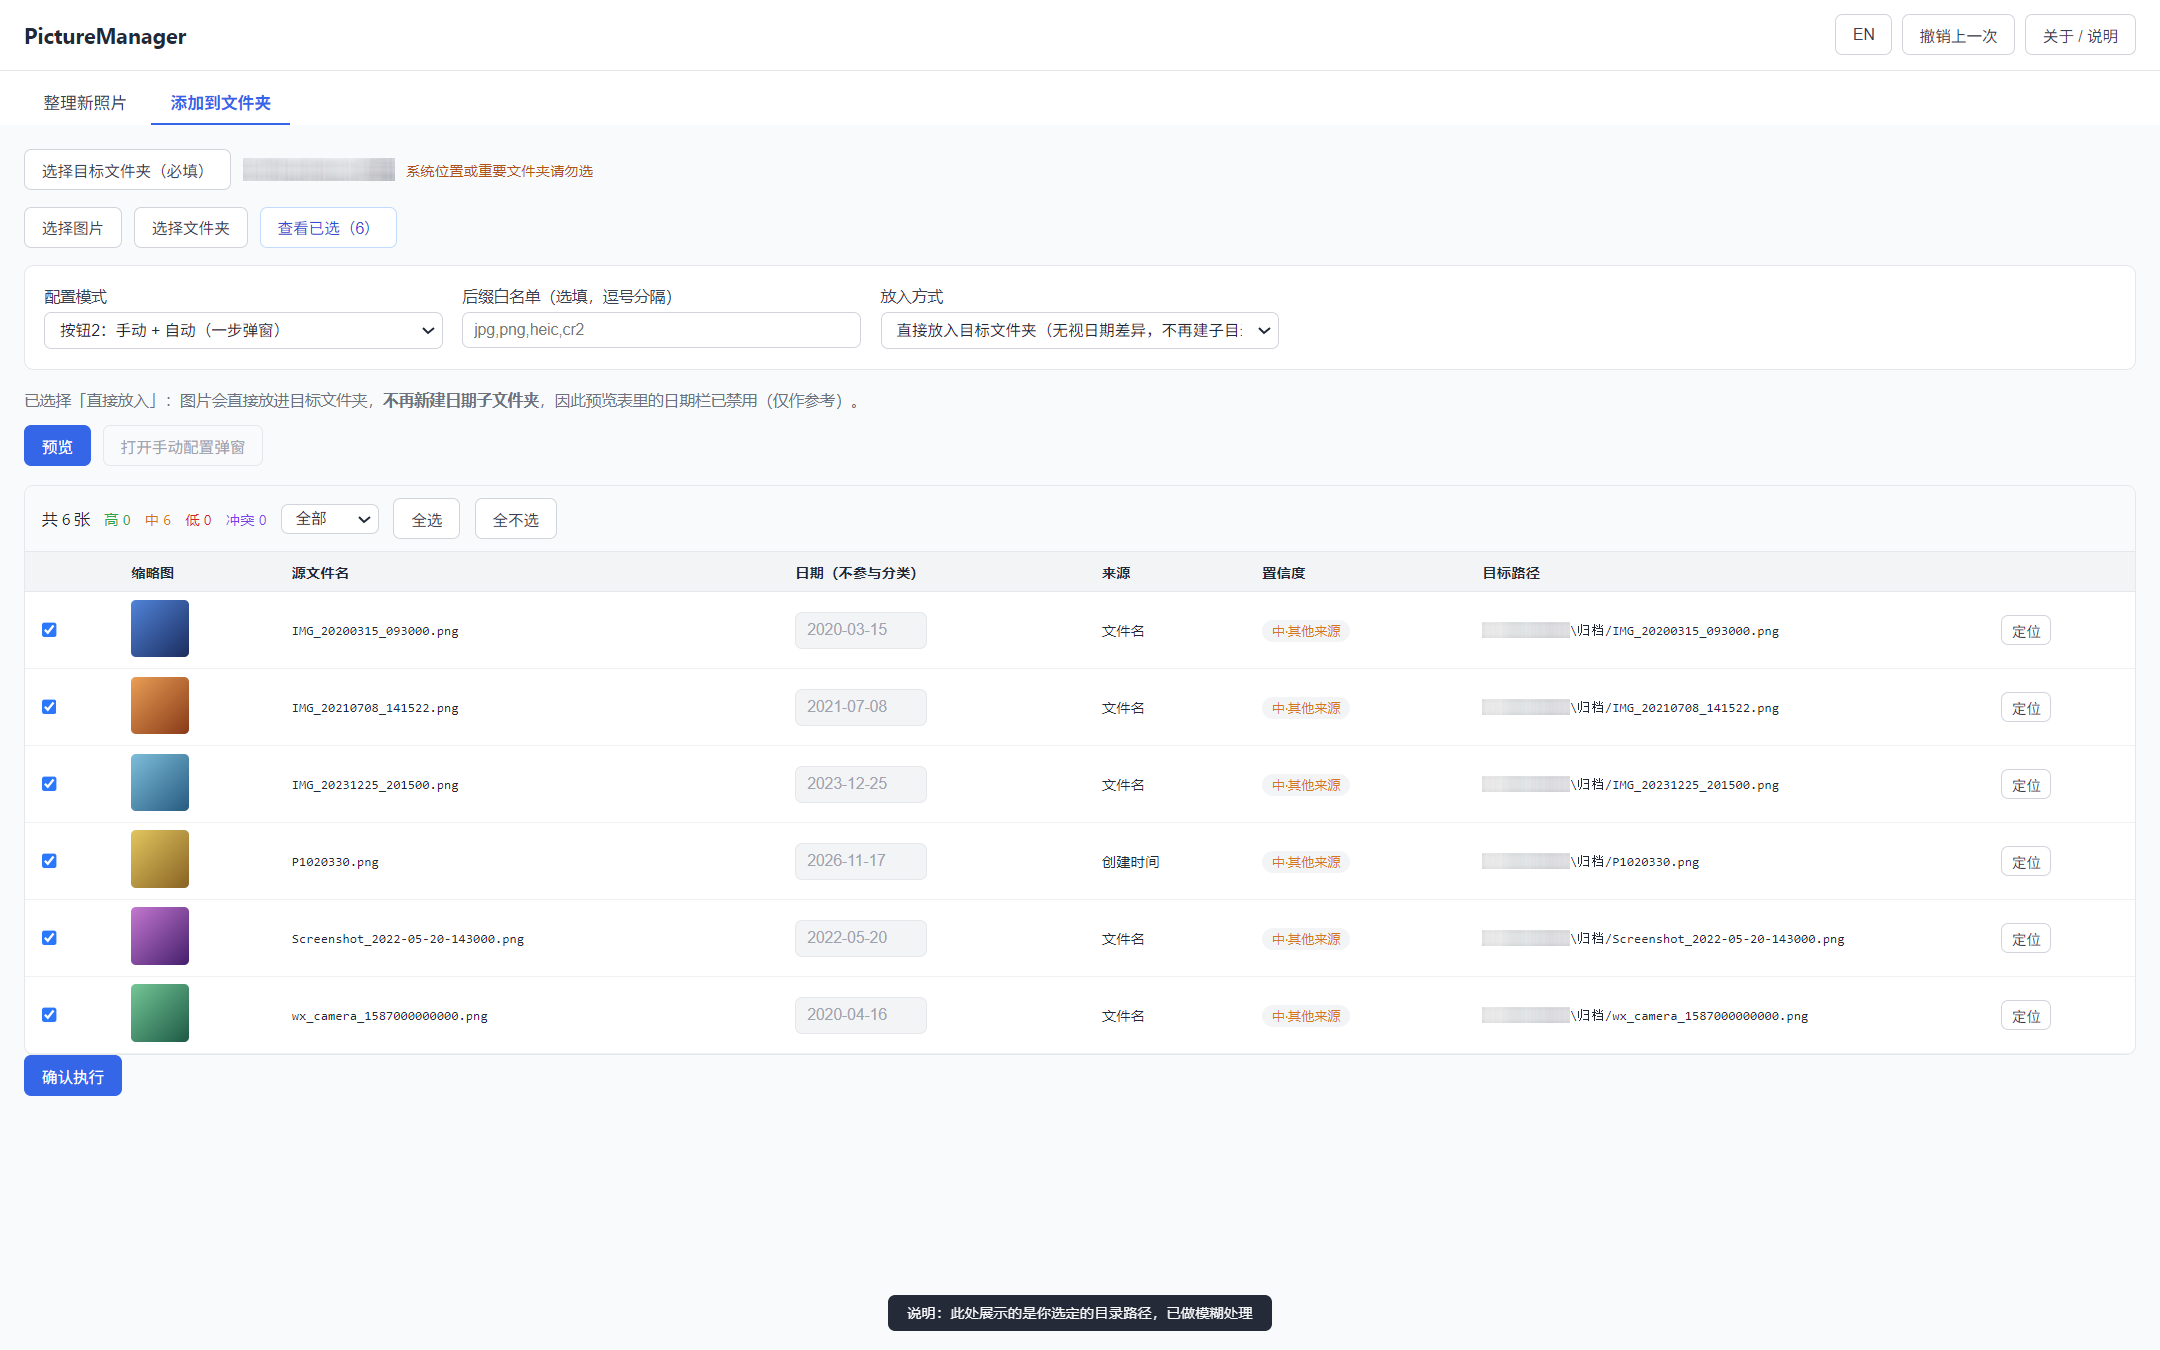 PictureManager
EN
撤销上一次
关于 / 说明
整理新照片
添加到文件夹
选择目标文件夹（必填）
系统位置或重要文件夹请勿选
选择图片
选择文件夹
查看已选（6）
配置模式
后缀白名单（选填，逗号分隔）
放入方式
按钮2：手动 + 自动（一步弹窗）
jpg,png,heic,cr2
直接放入目标文件夹（无视日期差异，不再建子目:
已选择「直接放入」：图片会直接放进目标文件夹，不再新建日期子文件夹，因此预览表里的日期栏已禁用（仅作参考）。
预览
打开手动配置弹窗
共 6 张 高 0 中 6 低 0 冲突 0 全部 全选 全不选
缩略图 源文件名 日期（不参与分类） 来源 置信度 目标路径
IMG_20200315_093000.png 2020-03-15 文件名 中·其他来源 \归档/IMG_20200315_093000.png 定位
IMG_20210708_141522.png 2021-07-08 文件名 中·其他来源 \归档/IMG_20210708_141522.png 定位
IMG_20231225_201500.png 2023-12-25 文件名 中·其他来源 \归档/IMG_20231225_201500.png 定位
P1020330.png 2026-11-17 创建时间 中·其他来源 \归档/P1020330.png 定位
Screenshot_2022-05-20-143000.png 2022-05-20 文件名 中·其他来源 \归档/Screenshot_2022-05-20-143000.png 定位
wx_camera_1587000000000.png 2020-04-16 文件名 中·其他来源 \归档/wx_camera_1587000000000.png 定位
确认执行
说明：此处展示的是你选定的目录路径，已做模糊处理